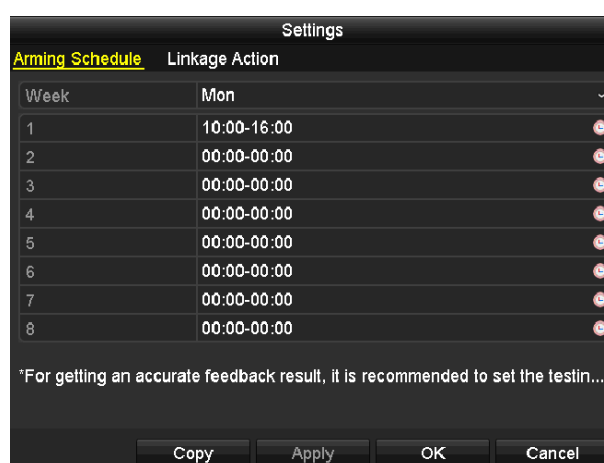 Settings
Arming Schedule Linkage Action
Week Mon
1 10:00-16:00
2 00:00-00:00
3 00:00-00:00
4 00:00-00:00
5 00:00-00:00
6 00:00-00:00
7 00:00-00:00
8 00:00-00:00
*For getting an accurate feedback result, it is recommended to set the testin...
Copy Apply OK Cancel